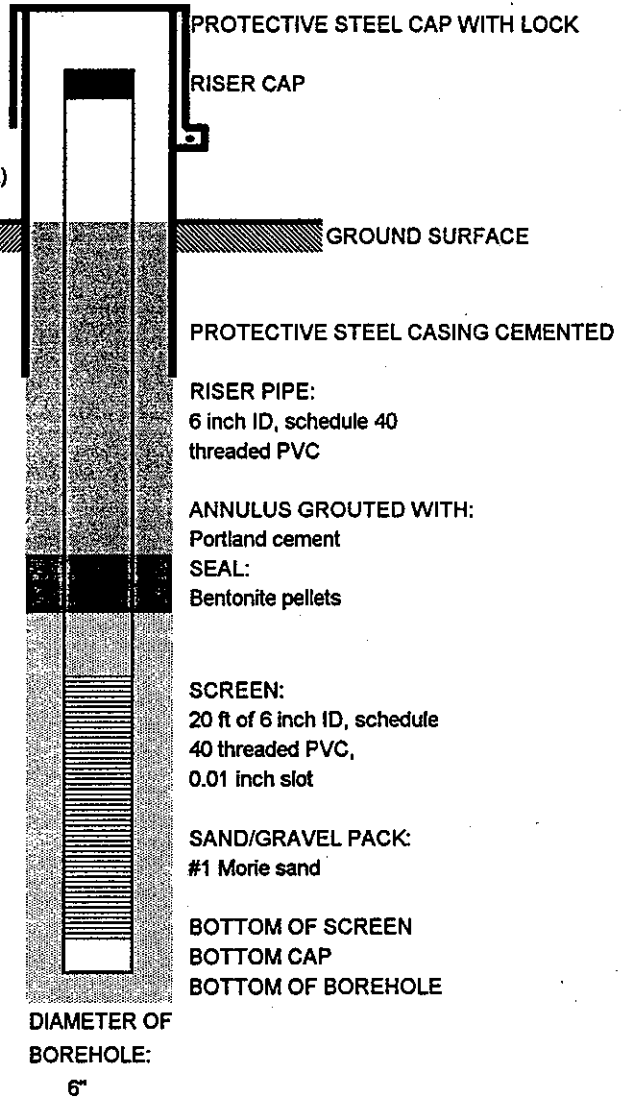 PROTECTIVE STEEL CAP WITH LOCK
RISER CAP
)
GROUND SURFACE
PROTECTIVE STEEL CASING CEMENTED
RISER PIPE:
6 inch ID, schedule 40
threaded PVC
ANNULUS GROUTED WITH:
Portland cement
SEAL:
Bentonite pellets
SCREEN:
20 ft of 6 inch ID, schedule
40 threaded PVC,
0.01 inch slot
SAND/GRAVEL PACK:
#1 Morie sand
BOTTOM OF SCREEN
BOTTOM CAP
BOTTOM OF BOREHOLE
DIAMETER OF
BOREHOLE:
6"